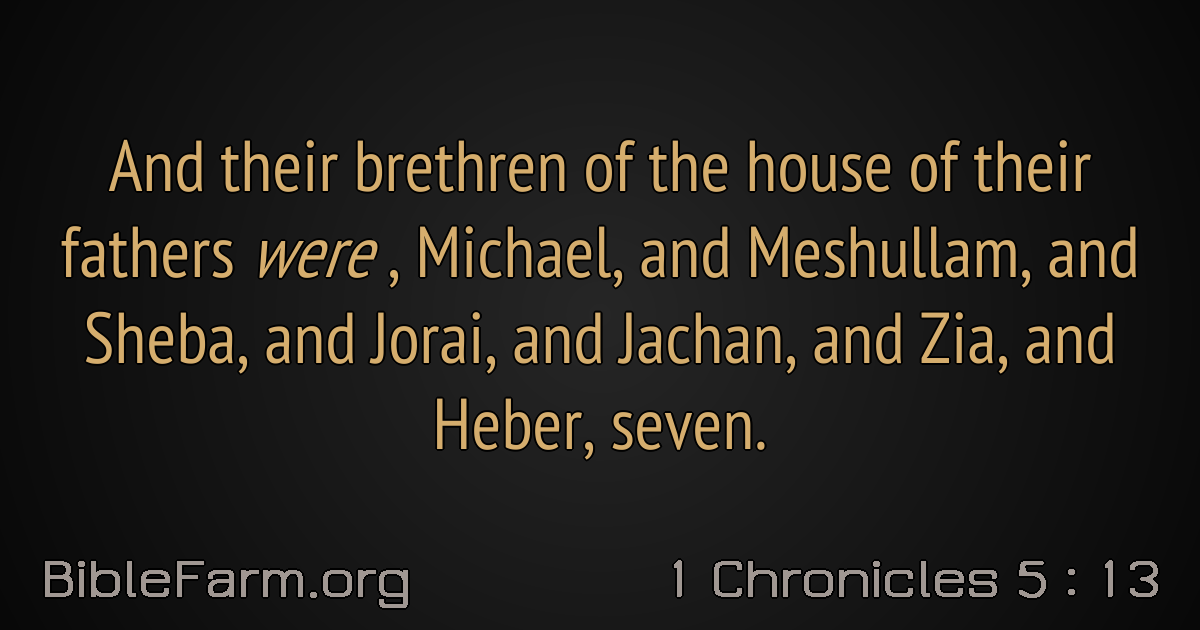 And their brethren of the house of their
fathers were , Michael, and Meshullam, and
Sheba, and Jorai, and Jachan, and Zia, and
Heber, seven.
BibleFarm.org
1 Chronicles 5 : 13